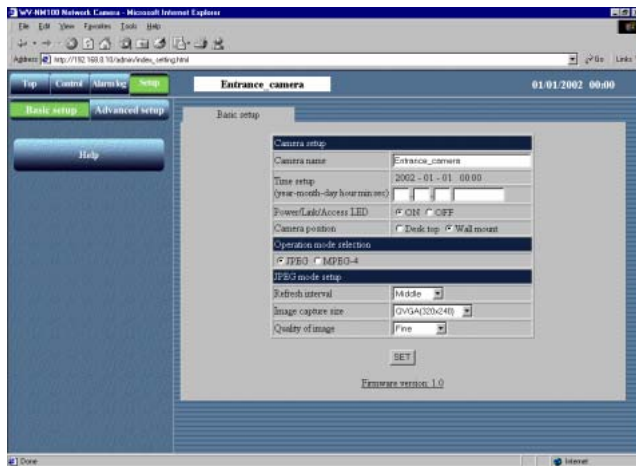 WV-NM100 Network Camera - Microsoft Internet Explorer
File Edit View Favorites Tools Help
Address http://192.168.0.10/admin/index_setting.html Go Links
Top Control Alarm log Setup Entrance_camera 01/01/2002 00:00
Basic setup Advanced setup
Help
Basic setup
Camera setup
Camera name Entrance_camera
Time setup 2002 - 01 - 01 00:00
(year-month-day hour:min:sec) - -
Power/Link/Access LED ON OFF
Camera position Desk top Wall mount
Operation mode selection
JPEG MPEG-4
JPEG mode setup
Refresh interval Middle
Image capture size QVGA(320x240)
Quality of image Fine
SET
Firmware version: 1.0
Done Internet